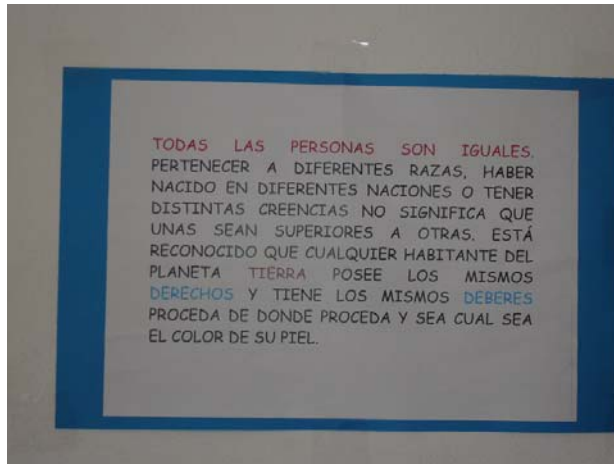 TODAS LAS PERSONAS SON IGUALES.
PERTENECER A DIFERENTES RAZAS, HABER
NACIDO EN DIFERENTES NACIONES O TENER
DISTINTAS CREENCIAS NO SIGNIFICA QUE
UNAS SEAN SUPERIORES A OTRAS. ESTÁ
RECONOCIDO QUE CUALQUIER HABITANTE DEL
PLANETA TIERRA POSEE LOS MISMOS
DERECHOS Y TIENE LOS MISMOS DEBERES
PROCEDA DE DONDE PROCEDA Y SEA CUAL SEA
EL COLOR DE SU PIEL.